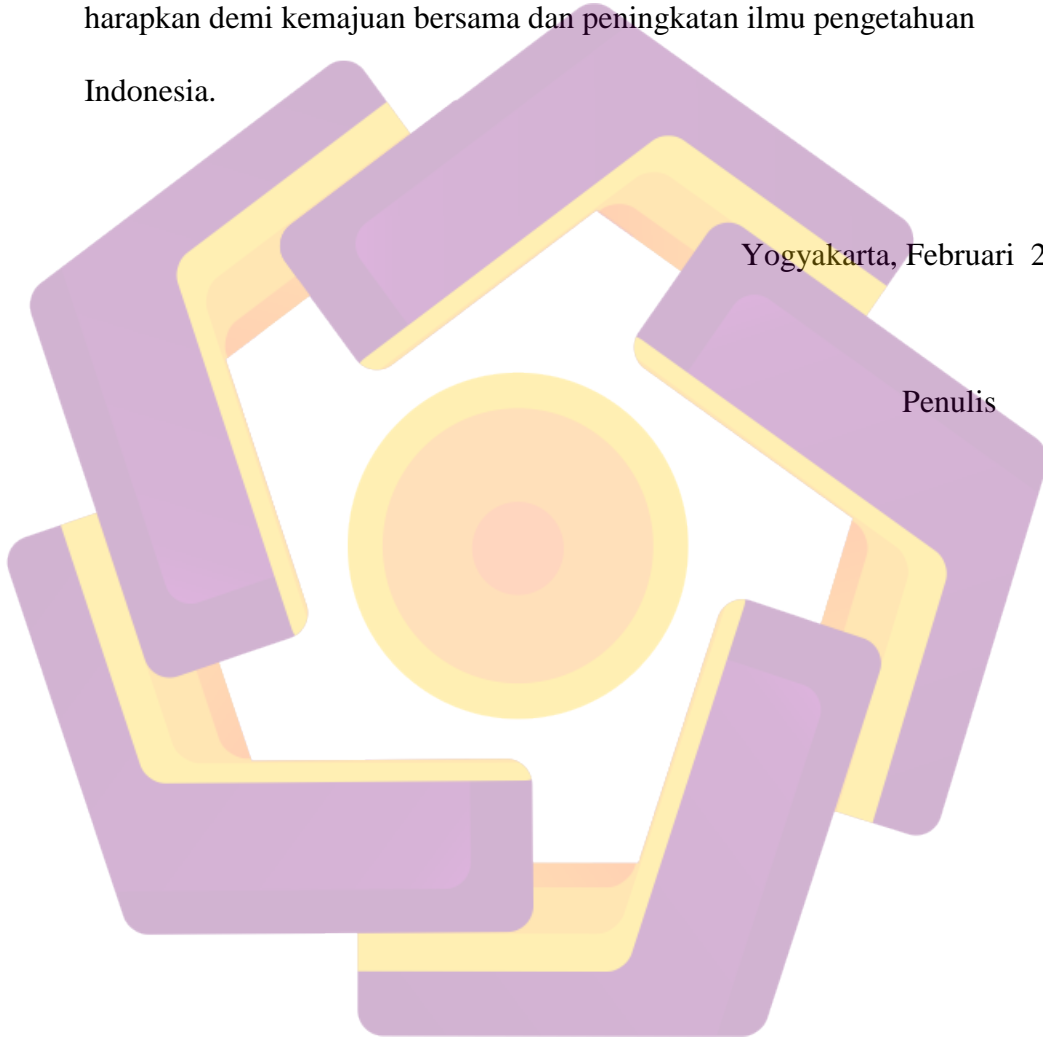 harapkan demi kemajuan bersama dan peningkatan ilmu pengetahuan
Indonesia.
Yogyakarta, Februari 2
Penulis